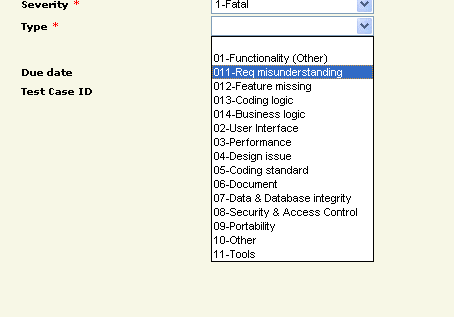 Severity * 1-Fatal
Type *
01-Functionality (Other)
011-Req misunderstanding
Due date
012-Feature missing
Test Case ID
013-Coding logic
014-Business logic
02-User Interface
03-Performance
04-Design issue
05-Coding standard
06-Document
07-Data & Database integrity
08-Security & Access Control
09-Portability
10-Other
11-Tools